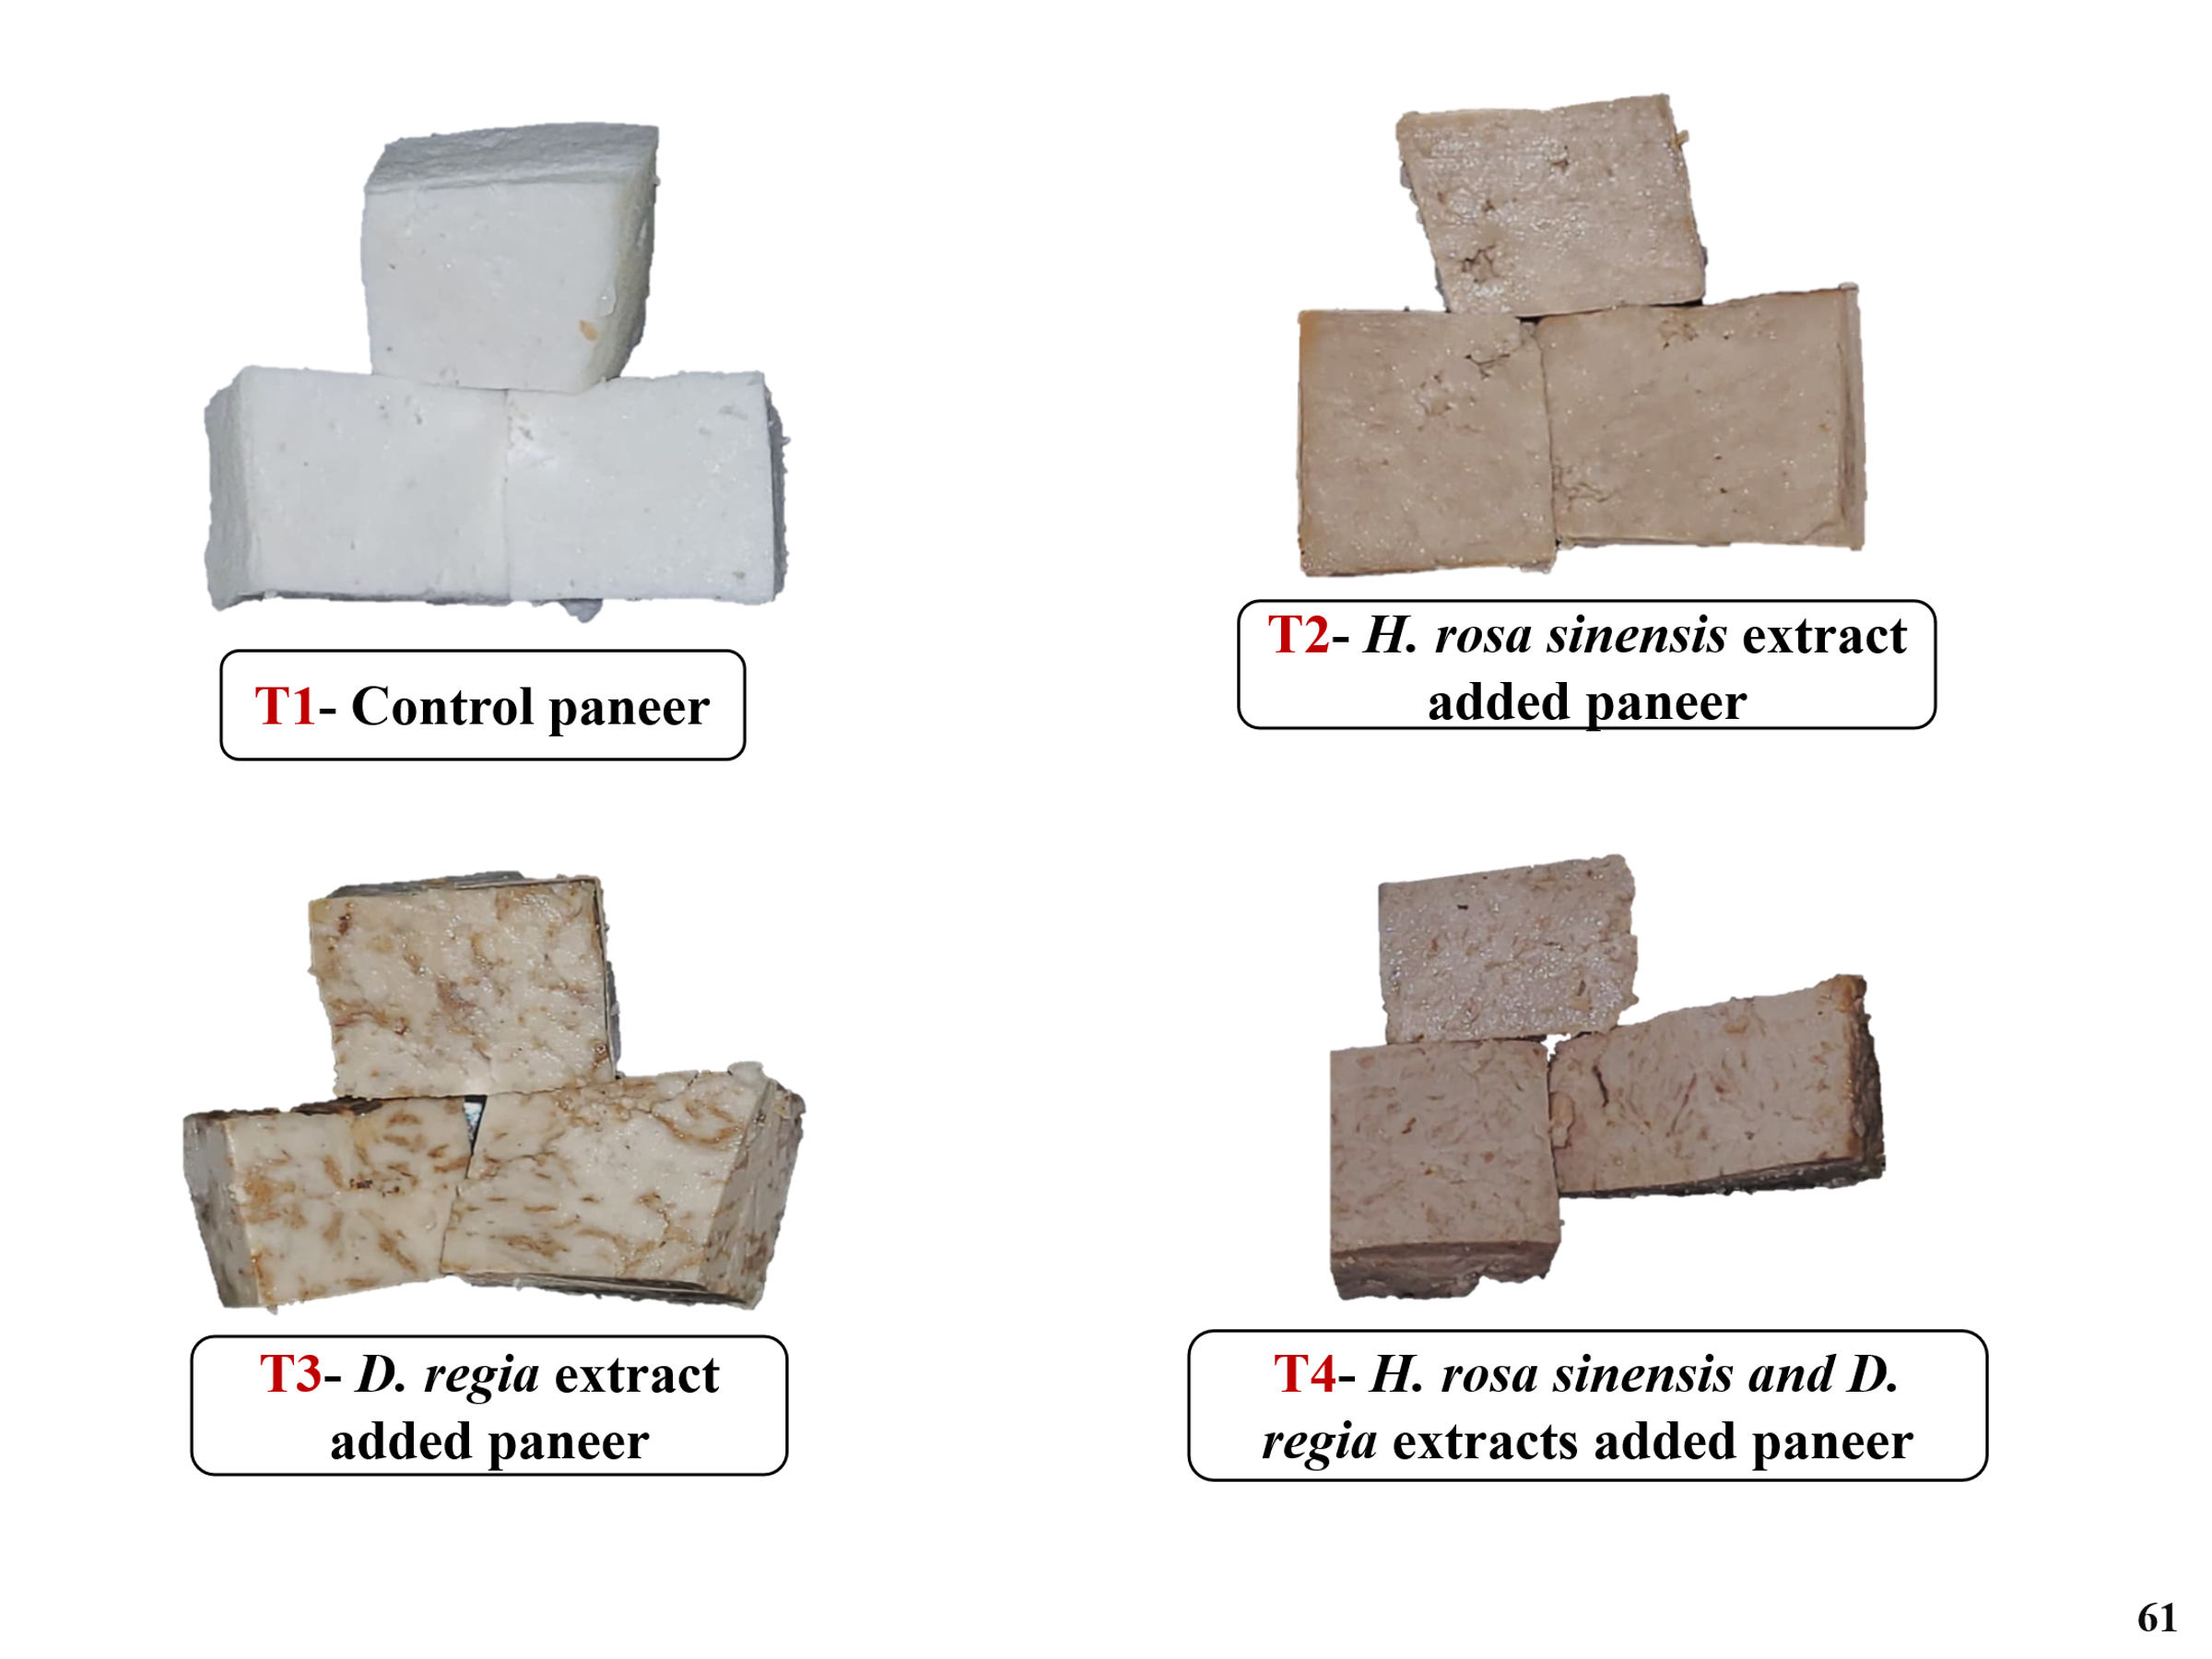 T1- Control paneer
T2- H. rosa sinensis extract
added paneer
T3- D. regia extract
added paneer
T4- H. rosa sinensis and D.
regia extracts added paneer
61